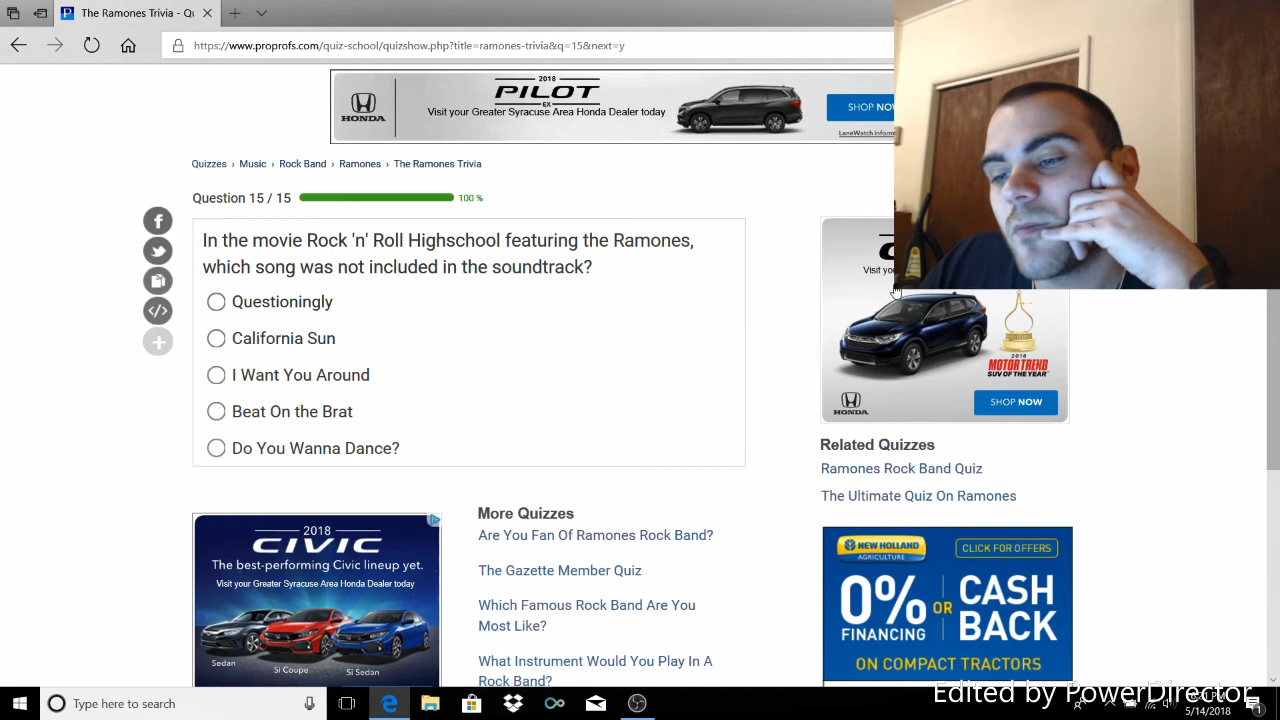 The Ramones Trivia - Qu
https://www.proprofs.com/quiz-school/quizshow.php?title=ramones-trivia&q=15&next=y
HONDA
2018
PILOT
EX
Visit your Greater Syracuse Area Honda Dealer today
SHOP NOW
LaneWatch Inform
Quizzes › Music › Rock Band › Ramones › The Ramones Trivia
Question 15 / 15
100 %
In the movie Rock 'n' Roll Highschool featuring the Ramones,
which song was not included in the soundtrack?
Questioningly
California Sun
I Want You Around
Beat On the Brat
Do You Wanna Dance?
Visit yo
2018
MOTORTREND
SUV OF THE YEAR
HONDA
SHOP NOW
Related Quizzes
Ramones Rock Band Quiz
The Ultimate Quiz On Ramones
2018
CIVIC
The best-performing Civic lineup yet.
Visit your Greater Syracuse Area Honda Dealer today
Sedan
Si Coupe
Si Sedan
More Quizzes
Are You Fan Of Ramones Rock Band?
The Gazette Member Quiz
Which Famous Rock Band Are You
Most Like?
What Instrument Would You Play In A
Rock Band?
NEW HOLLAND
AGRICULTURE
CLICK FOR OFFERS
0%
FINANCING
OR
CASH
BACK
ON COMPACT TRACTORS
Type here to search
Edited by PowerDirector
5/14/2018